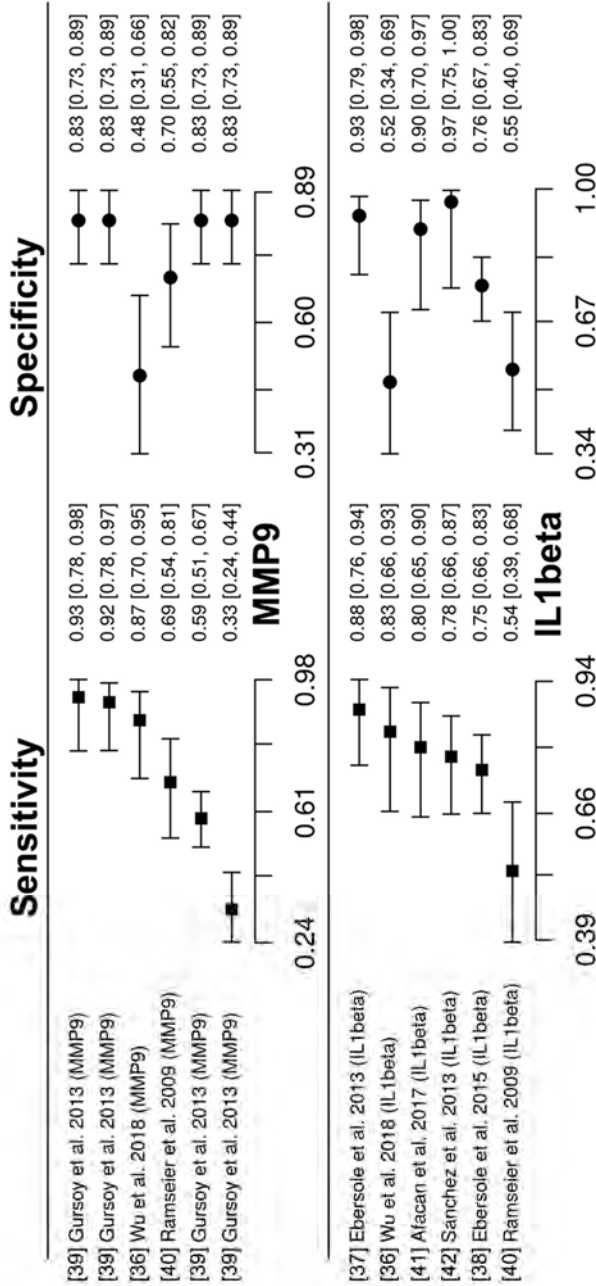 Sensitivity Specificity
[39] Gursoy et al. 2013 (MMP9) 0.93 [0.78, 0.98] 0.83 [0.73, 0.89]
[39] Gursoy et al. 2013 (MMP9) 0.92 [0.78, 0.97] 0.83 [0.73, 0.89]
[36] Wu et al. 2018 (MMP9) 0.87 [0.70, 0.95] 0.48 [0.31, 0.66]
[40] Ramseier et al. 2009 (MMP9) 0.69 [0.54, 0.81] 0.70 [0.55, 0.82]
[39] Gursoy et al. 2013 (MMP9) 0.59 [0.51, 0.67] 0.83 [0.73, 0.89]
[39] Gursoy et al. 2013 (MMP9) 0.33 [0.24, 0.44] 0.83 [0.73, 0.89]
MMP9
0.24 0.61 0.98 0.31 0.60 0.89
[37] Ebersole et al. 2013 (IL1beta) 0.88 [0.76, 0.94] 0.93 [0.79, 0.98]
[36] Wu et al. 2018 (IL1beta) 0.83 [0.66, 0.93] 0.52 [0.34, 0.69]
[41] Afacan et al. 2017 (IL1beta) 0.80 [0.65, 0.90] 0.90 [0.70, 0.97]
[42] Sánchez et al. 2013 (IL1beta) 0.78 [0.66, 0.87] 0.97 [0.75, 1.00]
[38] Ebersole et al. 2015 (IL1beta) 0.75 [0.66, 0.83] 0.76 [0.67, 0.83]
[40] Ramseier et al. 2009 (IL1beta) 0.54 [0.39, 0.68] 0.55 [0.40, 0.69]
IL1beta
0.39 0.66 0.94 0.34 0.67 1.00